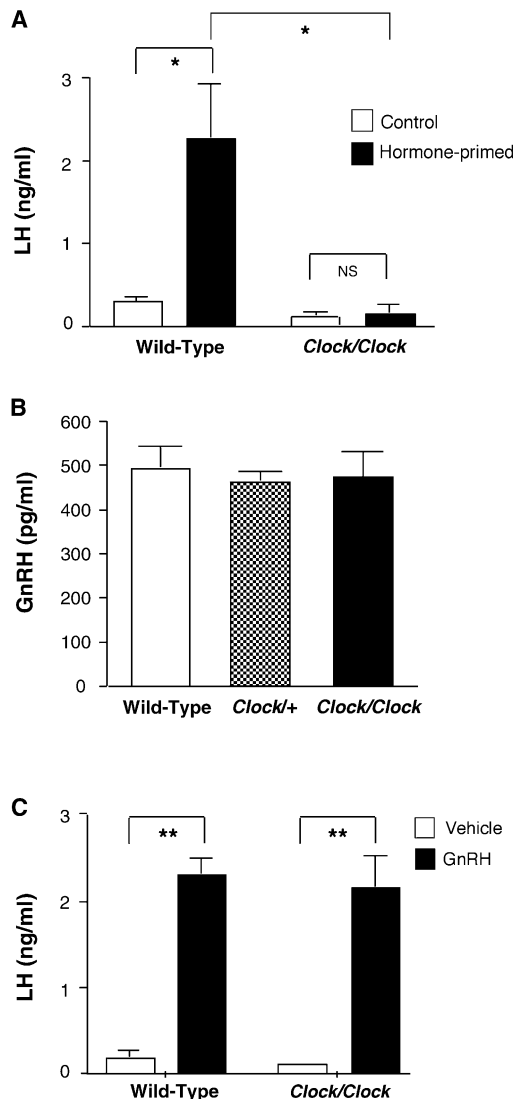 A
*
*
3
2
1
0
LH (ng/ml)
Control
Hormone-primed
NS
Wild-Type
Clock/Clock
B
600
500
400
300
200
100
0
GnRH (pg/ml)
Wild-Type
Clock/+
Clock/Clock
C
3
2
1
0
LH (ng/ml)
**
**
Vehicle
GnRH
Wild-Type
Clock/Clock